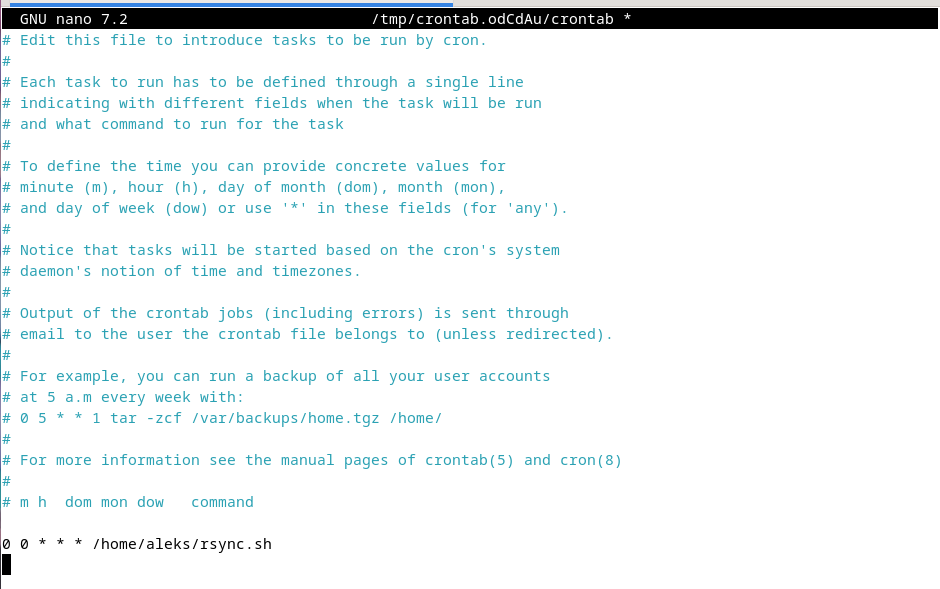 GNU nano 7.2 /tmp/crontab.odCdAu/crontab *
# Edit this file to introduce tasks to be run by cron.
#
# Each task to run has to be defined through a single line
# indicating with different fields when the task will be run
# and what command to run for the task
#
# To define the time you can provide concrete values for
# minute (m), hour (h), day of month (dom), month (mon),
# and day of week (dow) or use '*' in these fields (for 'any').
#
# Notice that tasks will be started based on the cron's system
# daemon's notion of time and timezones.
#
# Output of the crontab jobs (including errors) is sent through
# email to the user the crontab file belongs to (unless redirected).
#
# For example, you can run a backup of all your user accounts
# at 5 a.m every week with:
# 0 5 * * 1 tar -zcf /var/backups/home.tgz /home/
#
# For more information see the manual pages of crontab(5) and cron(8)
#
# m h  dom mon dow   command
0 0 * * * /home/aleks/rsync.sh